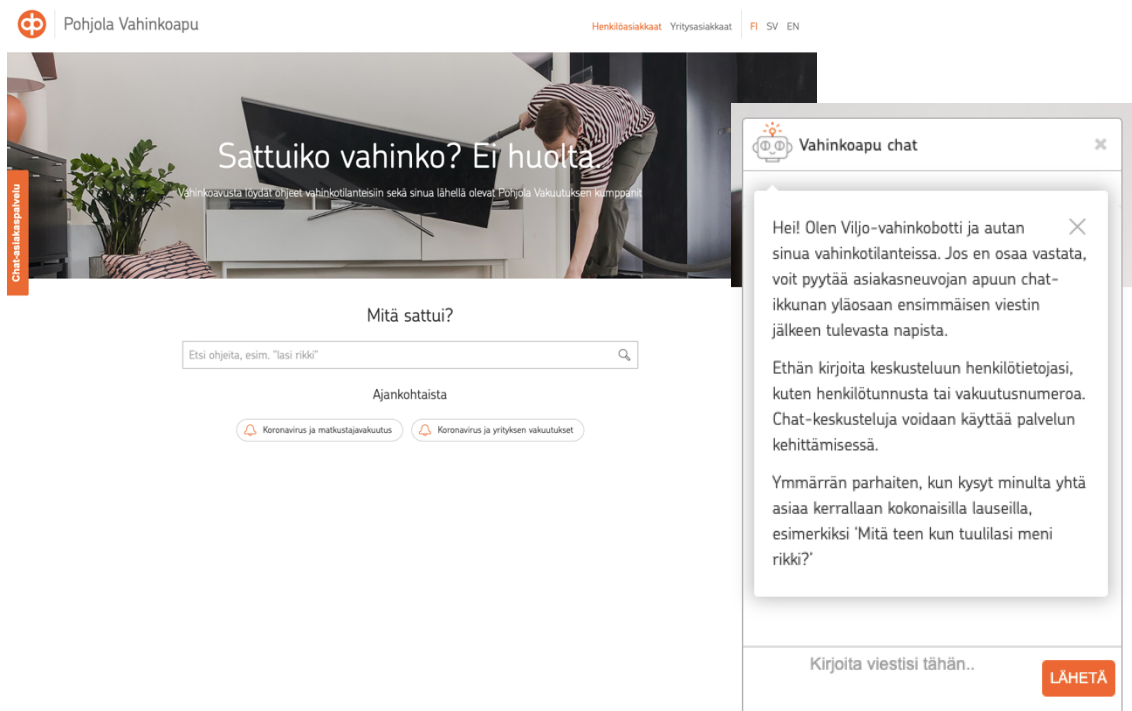 Pohjola Vahinkoapu
Henkilöasiakkaat Yritysasiakkaat FI SV EN
Sattuiko vahinko? Ei huolta.
Vahinkoavusta löydät ohjeet vahinkotilanteisiin sekä sinua lähellä olevat Pohjola Vakuutuksen kumppanit
Chat-asiakaspalvelu
Mitä sattui?
Etsi ohjeita, esim. "lasi rikki"
Ajankohtaista
Koronavirus ja matkustajavakuutus
Koronavirus ja yrityksen vakuutukset
Vahinkoapu chat
Hei! Olen Viljo-vahinkobotti ja autan
sinua vahinkotilanteissa. Jos en osaa vastata,
voit pyytää asiakasneuvojan apuun chat-
ikkunan yläosaan ensimmäisen viestin
jälkeen tulevasta napista.
Ethän kirjoita keskusteluun henkilötietojasi,
kuten henkilötunnusta tai vakuutusnumeroa.
Chat-keskusteluja voidaan käyttää palvelun
kehittämisessä.
Ymmärrän parhaiten, kun kysyt minulta yhtä
asiaa kerrallaan kokonaisilla lauseilla,
esimerkiksi 'Mitä teen kun tuulilasi meni
rikki?'
Kirjoita viestisi tähän..
LÄHETÄ